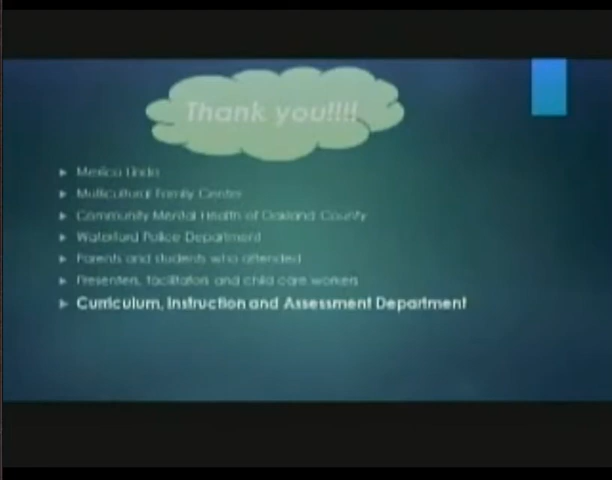 Thank you!!!!
Mexico Lindo
Multicultural Family Center
Community Mental Health of Oakland County
Waterford Police Department
Parents and students who attended
Presenters, facilitators and child care workers
Curriculum, Instruction and Assessment Department